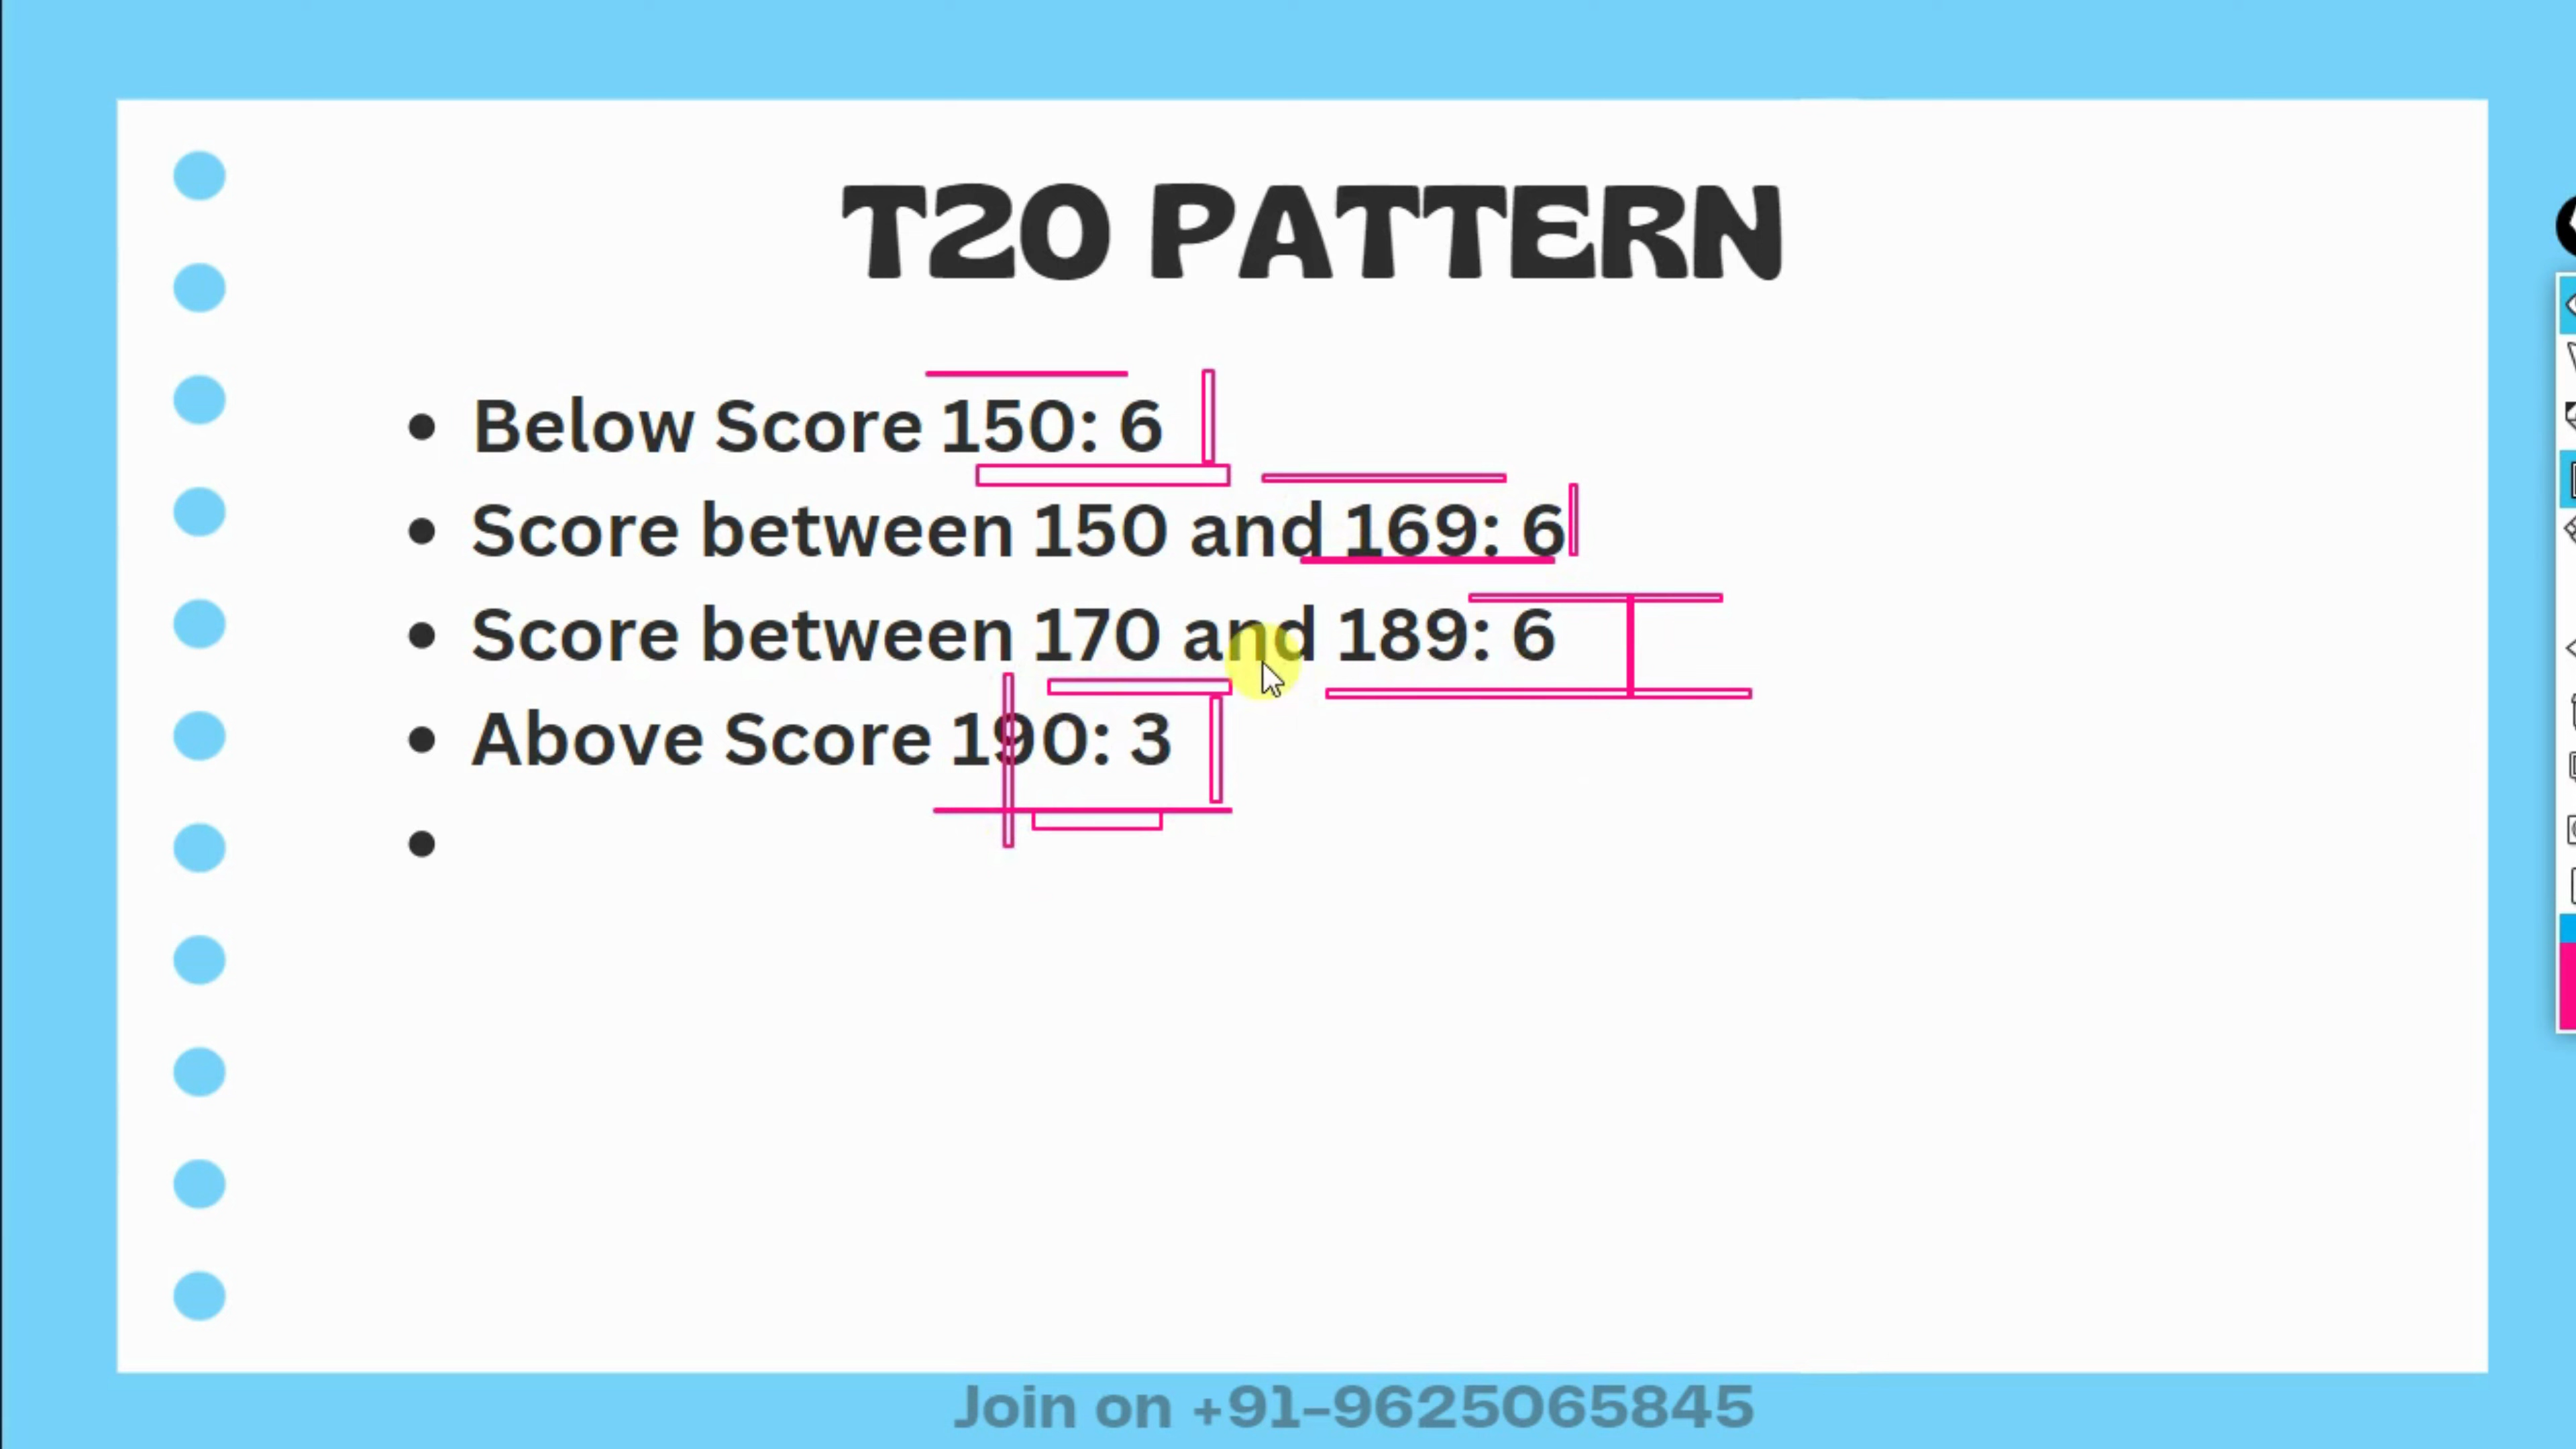 T20 PATTERN
• Below Score 150: 6
• Score between 150 and 169: 6
• Score between 170 and 189: 6
• Above Score 190: 3
•
Join on +91-9625065845